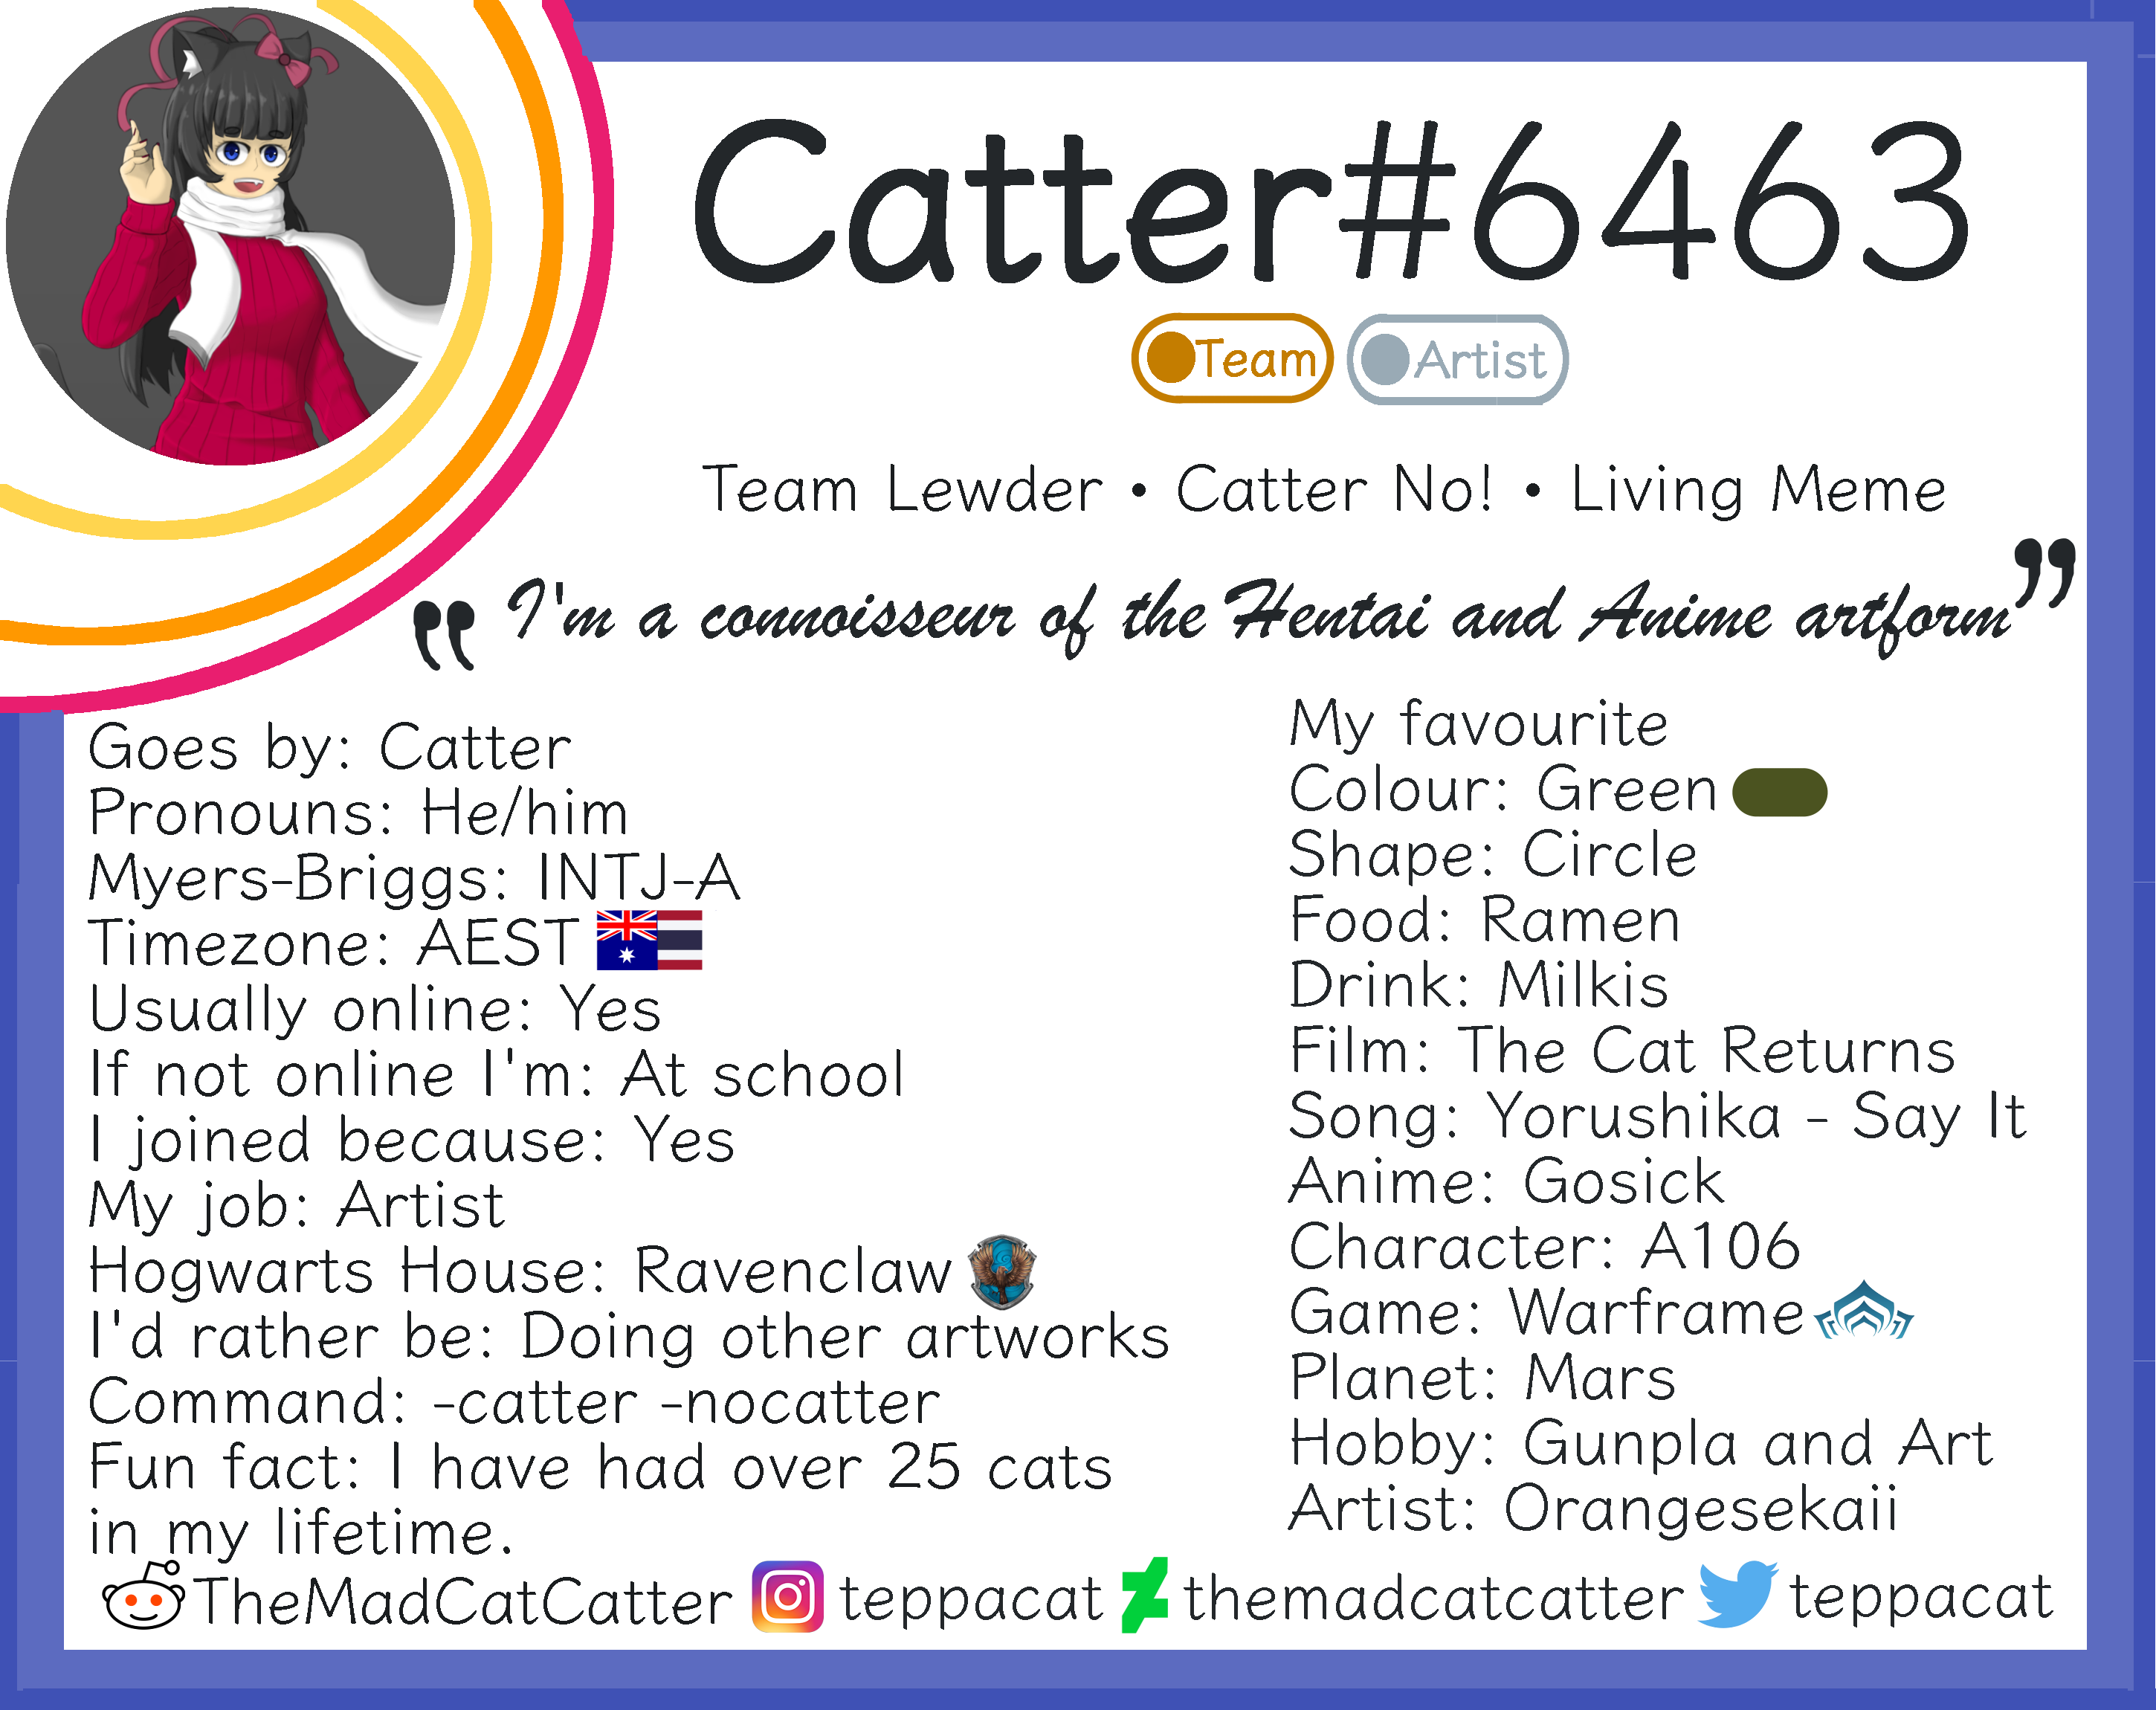 Catter#6463
Team Artist
Team Lewder • Catter No! • Living Meme
"I'm a connoisseur of the Hentai and Anime artform"
Goes by: Catter
Pronouns: He/him
Myers-Briggs: INTJ-A
Timezone: AEST
Usually online: Yes
If not online I'm: At school
I joined because: Yes
My job: Artist
Hogwarts House: Ravenclaw
I'd rather be: Doing other artworks
Command: -catter -nocatter
Fun fact: I have had over 25 cats
in my lifetime.
My favourite
Colour: Green
Shape: Circle
Food: Ramen
Drink: Milkis
Film: The Cat Returns
Song: Yorushika - Say It
Anime: Gosick
Character: A106
Game: Warframe
Planet: Mars
Hobby: Gunpla and Art
Artist: Orangesekaii
TheMadCatCatter teppacat themadcatcatter teppacat